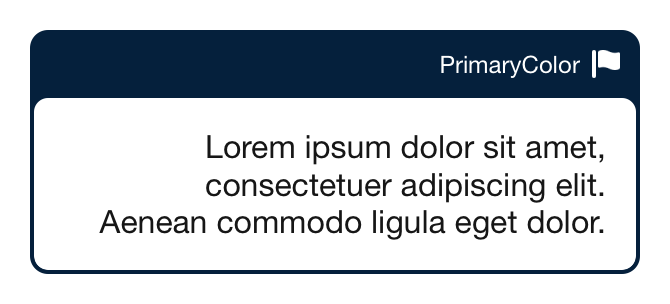 PrimaryColor
Lorem ipsum dolor sit amet,
consectetuer adipiscing elit.
Aenean commodo ligula eget dolor.